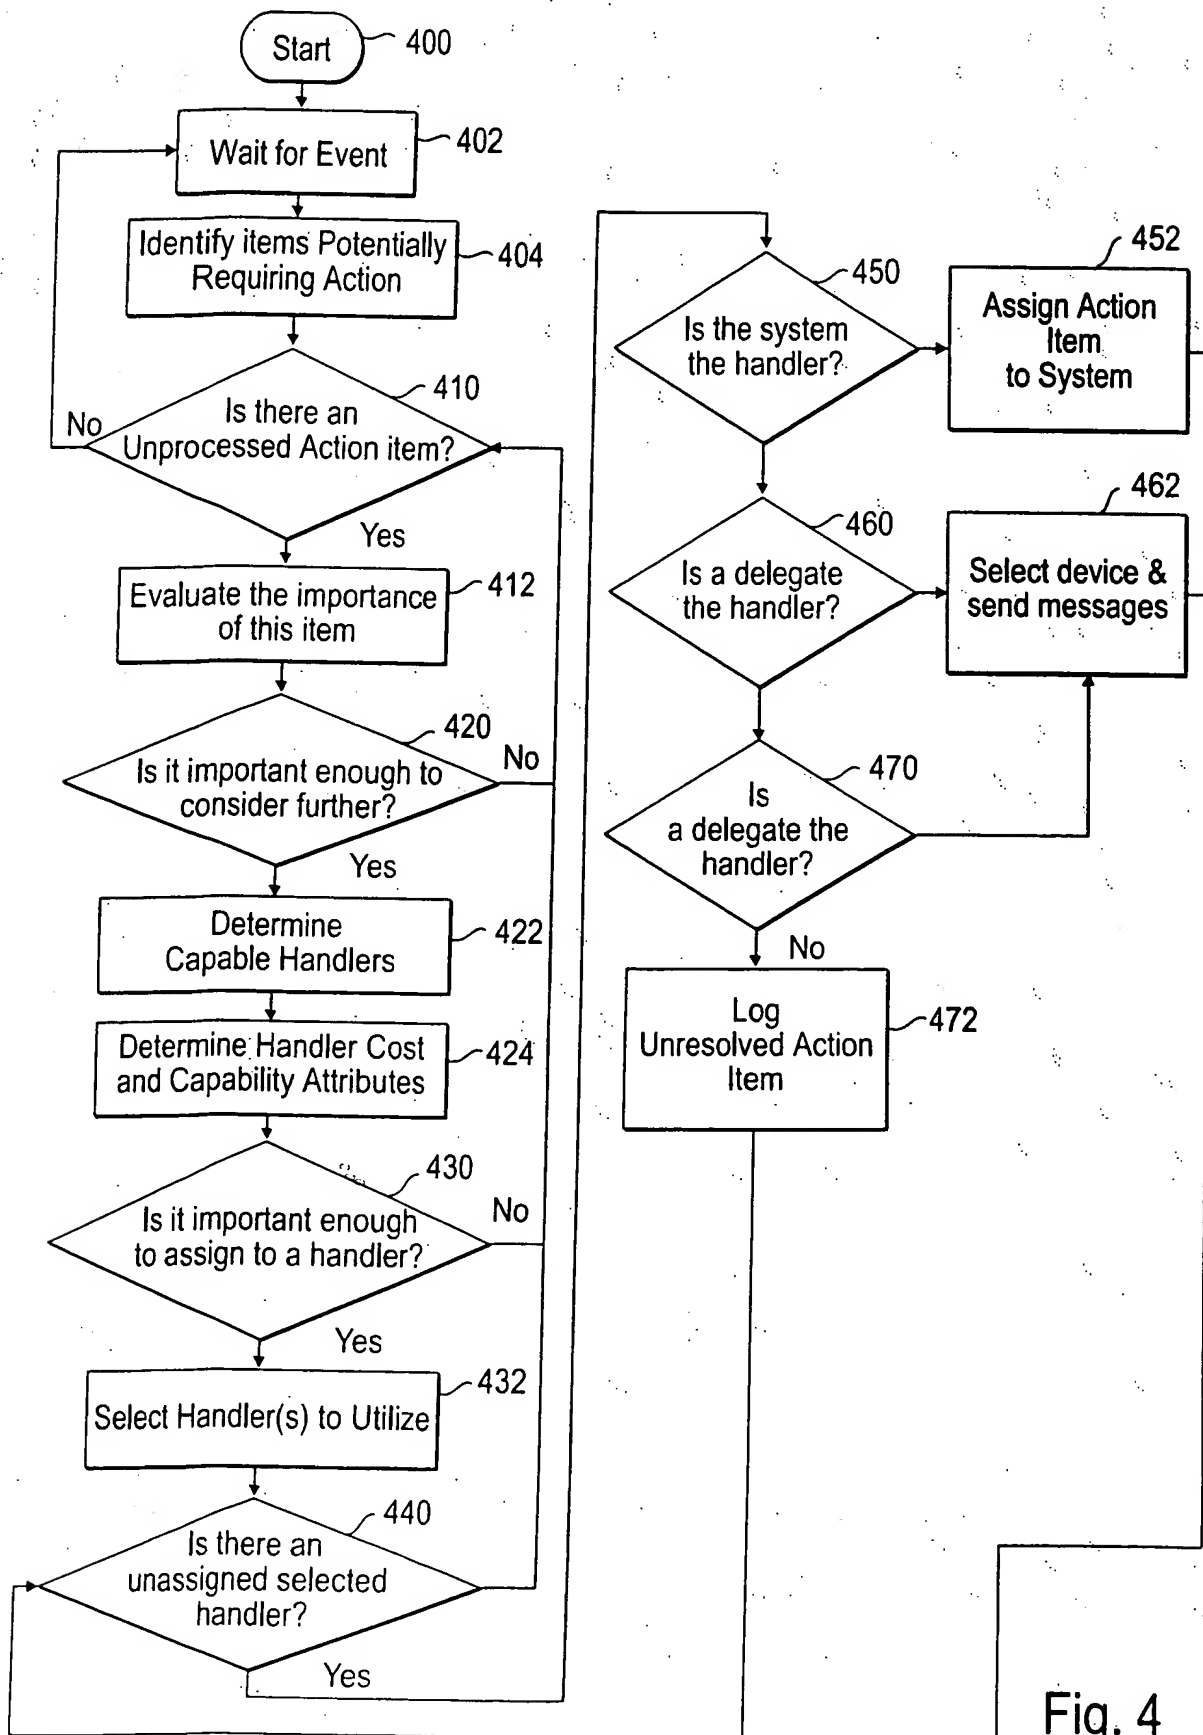 Start
400
Wait for Event
402
Identify items Potentially
Requiring Action
404
Is there an
Unprocessed Action item?
410
No
Yes
Evaluate the importance
of this item
412
Is it important enough to
consider further?
420
No
Yes
Determine
Capable Handlers
422
Determine Handler Cost
and Capability Attributes
424
Is it important enough
to assign to a handler?
430
No
Yes
Select Handler(s) to Utilize
432
Is there an
unassigned selected
handler?
440
Yes
Is the system
the handler?
450
Assign Action
Item
to System
452
Is a delegate
the handler?
460
Select device &
send messages
462
Is
a delegate the
handler?
470
No
Log
Unresolved Action
Item
472
Fig. 4